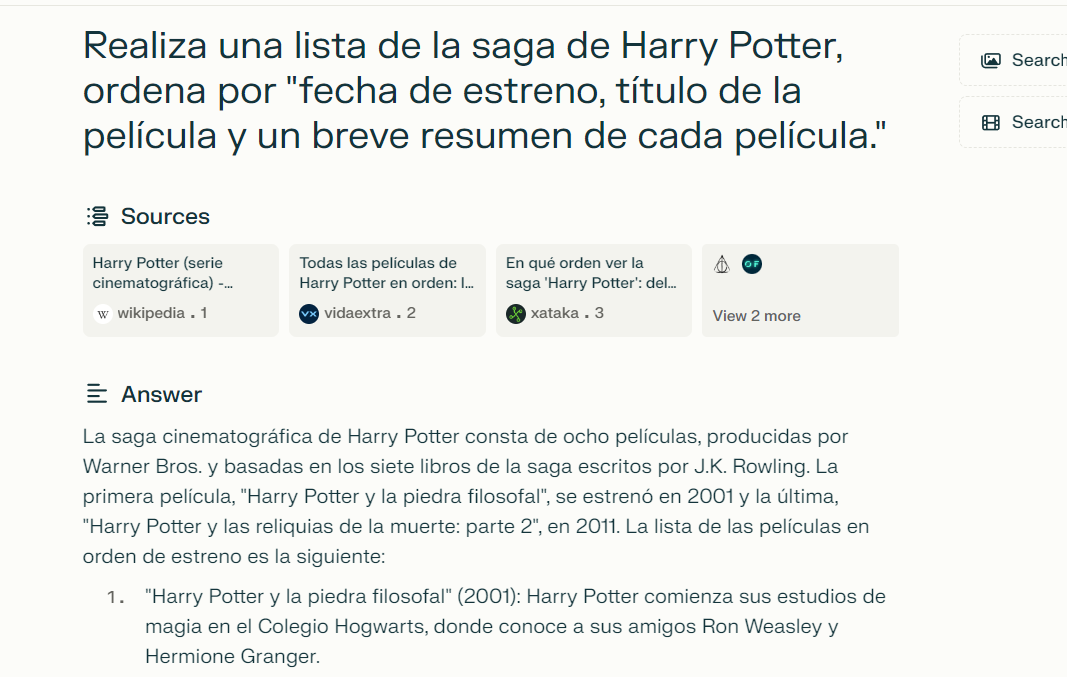 Realiza una lista de la saga de Harry Potter,
ordena por "fecha de estreno, título de la
película y un breve resumen de cada película."
Search
Search
Sources
Harry Potter (serie
cinematográfica) -...
wikipedia . 1
Todas las películas de
Harry Potter en orden: l...
vidaextra . 2
En qué orden ver la
saga 'Harry Potter': del...
xataka . 3
View 2 more
Answer
La saga cinematográfica de Harry Potter consta de ocho películas, producidas por
Warner Bros. y basadas en los siete libros de la saga escritos por J.K. Rowling. La
primera película, "Harry Potter y la piedra filosofal", se estrenó en 2001 y la última,
"Harry Potter y las reliquias de la muerte: parte 2", en 2011. La lista de las películas en
orden de estreno es la siguiente:
1. "Harry Potter y la piedra filosofal" (2001): Harry Potter comienza sus estudios de
magia en el Colegio Hogwarts, donde conoce a sus amigos Ron Weasley y
Hermione Granger.